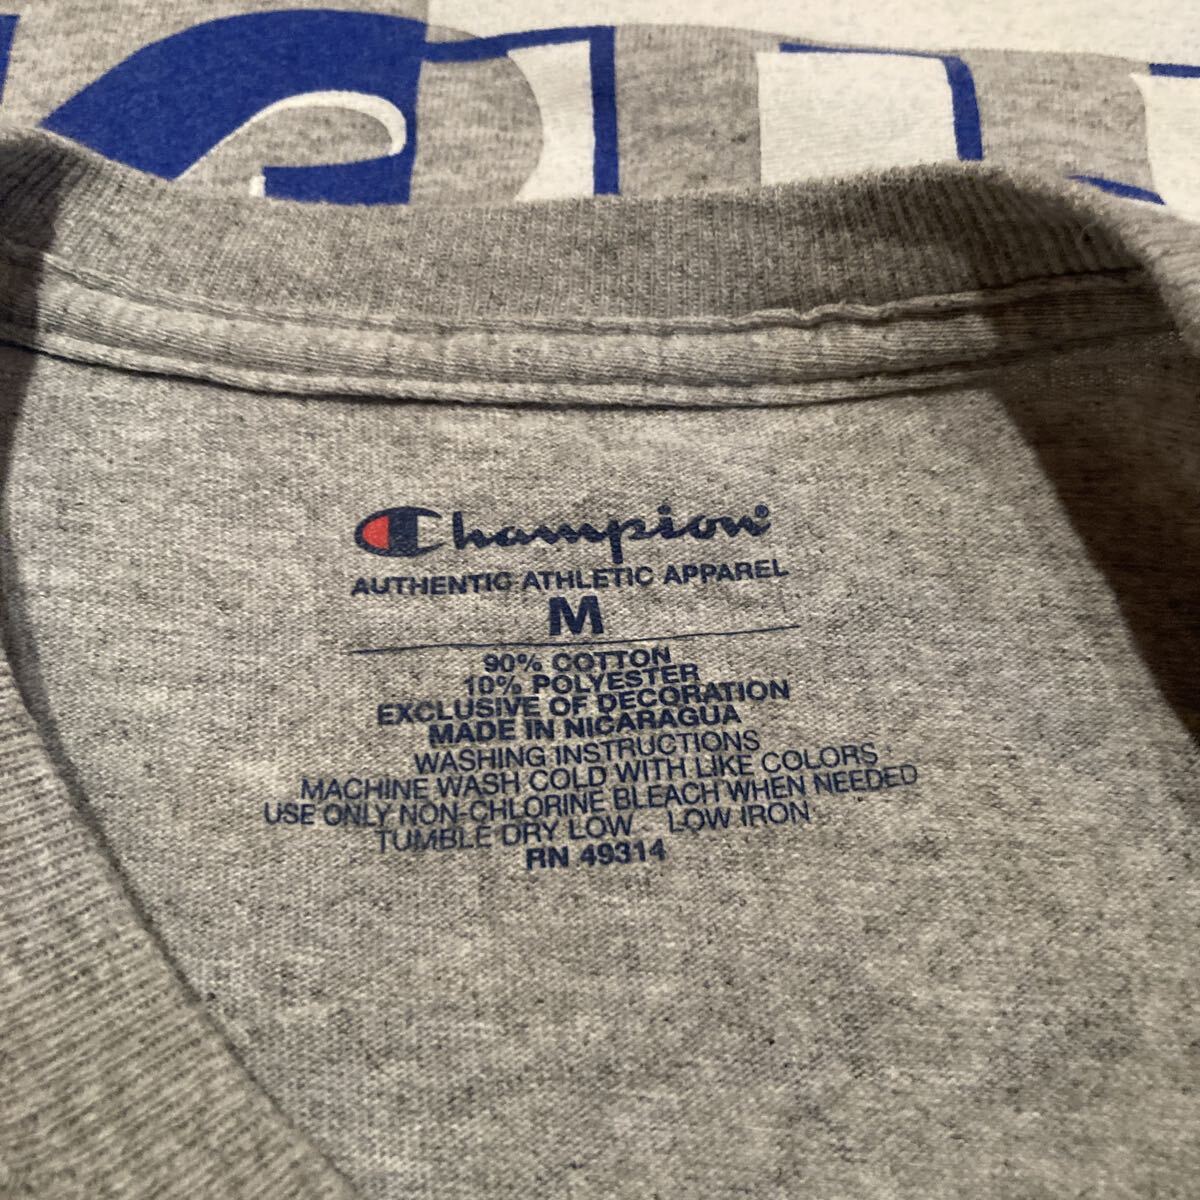 Champion®
AUTHENTIC ATHLETIC APPAREL
M
90% COTTON
10% POLYESTER
EXCLUSIVE OF DECORATION
MADE IN NICARAGUA
WASHING INSTRUCTIONS
MACHINE WASH COLD WITH LIKE COLORS
USE ONLY NON-CHLORINE BLEACH WHEN NEEDED
TUMBLE DRY LOW LOW IRON
RN 49314